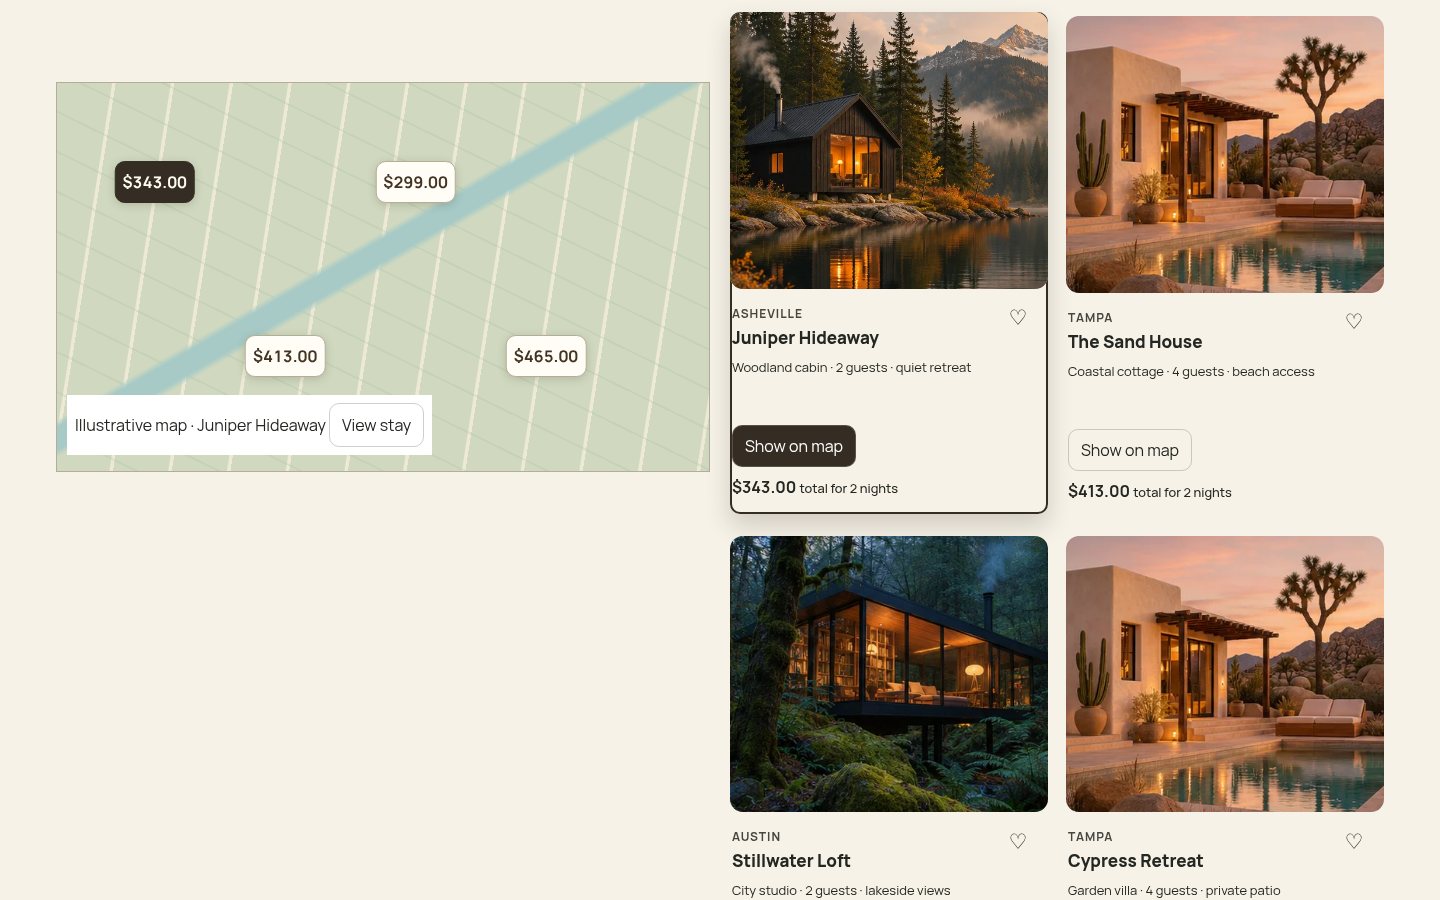 $343.00
$299.00
$413.00
$465.00
Illustrative map · Juniper Hideaway
View stay
ASHEVILLE
Juniper Hideaway
Woodland cabin · 2 guests · quiet retreat
Show on map
$343.00 total for 2 nights
TAMPA
The Sand House
Coastal cottage · 4 guests · beach access
Show on map
$413.00 total for 2 nights
AUSTIN
Stillwater Loft
City studio · 2 guests · lakeside views
TAMPA
Cypress Retreat
Garden villa · 4 guests · private patio